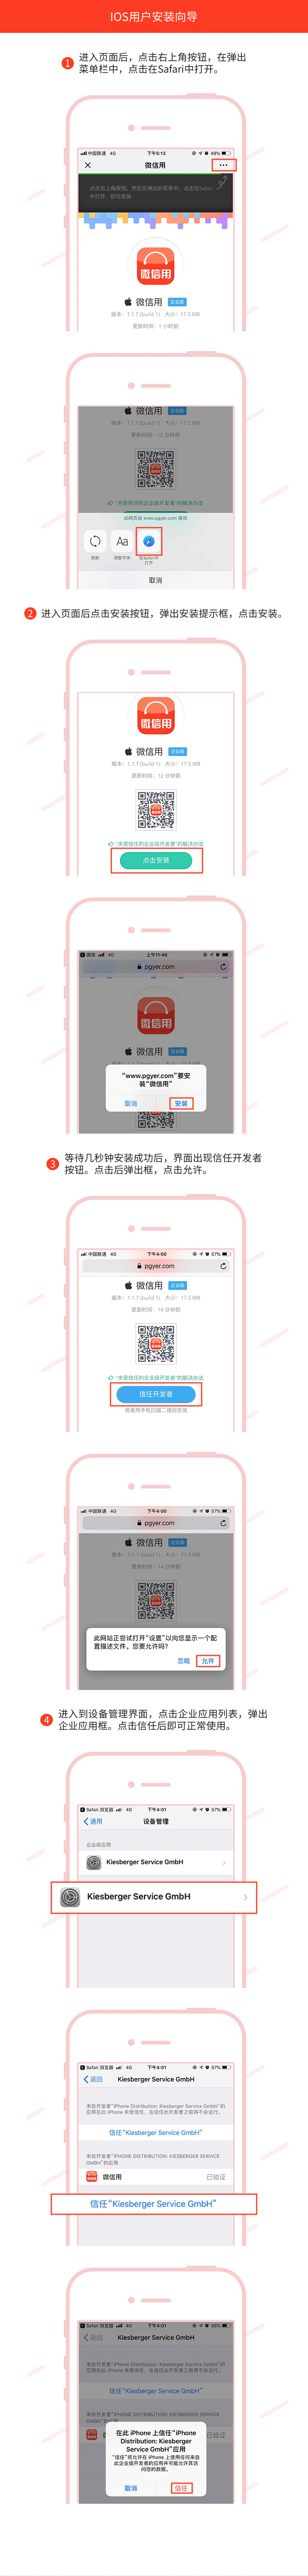 IOS用户安装向导
1 进入页面后，点击右上角按钮，在弹出
菜单栏中，点击在Safari中打开。
中国联通 4G 下午5:13 49%
微信用
点击右上角按钮，然后在弹出的菜单中，点击在Safari
中打开，即可安装
微信用
微信用 企业版
版本：1.1.7 (build 1) 大小：17.5 MB
更新时间：1 小时前
微信用 企业版
版本：1.1.7 (build 1) 大小：17.5 MB
更新时间：12 分钟前
“未受信任的企业级开发者”的解决办法
此网页由 www.pgyer.com 提供
Aa
刷新 调整字体 在Safari中
打开
取消
2 进入页面后点击安装按钮，弹出安装提示框，点击安装。
微信用
微信用 企业版
版本：1.1.7 (build 1) 大小：17.5 MB
更新时间：12 分钟前
“未受信任的企业级开发者”的解决办法
点击安装
微信 4G 上午11:48 57%
pgyer.com
微信用
微信用 企业版
“www.pgyer.com”要安
装“微信用”
取消 安装
3 等待几秒钟安装成功后，界面出现信任开发者
按钮。点击后弹出框，点击允许。
中国联通 4G 下午4:00 57%
pgyer.com
微信用 企业版
版本：1.1.7 (build 1) 大小：17.5 MB
更新时间：14 分钟前
“未受信任的企业级开发者”的解决办法
信任开发者
或者用手机扫描二维码安装
中国联通 4G 下午4:00 57%
pgyer.com
微信用 企业版
版本：1.1.7 (build 1) 大小：17.5 MB
更新时间：14 分钟前
此网站正尝试打开“设置”以向您显示一个配
置描述文件。您要允许吗？
忽略 允许
4 进入到设备管理界面，点击企业应用列表，弹出
企业应用框。点击信任后即可正常使用。
Safari 浏览器 4G 下午4:01 57%
通用 设备管理
企业级应用
Kiesberger Service GmbH
Kiesberger Service GmbH
Safari 浏览器 4G 下午4:01 57%
返回 Kiesberger Service GmbH
来自开发者“iPhone Distribution: Kiesberger Service GmbH”的
应用在此 iPhone 未受信任。在信任此开发者之前将不会运行。
信任“Kiesberger Service GmbH”
来自开发者“IPHONE DISTRIBUTION: KIESBERGER SERVICE
GMBH”的应用
微信用 已验证
信任“Kiesberger Service GmbH”
Safari 浏览器 4G 下午4:01 56%
返回 Kiesberger Service GmbH
来自开发者“iPhone Distribution: Kiesberger Service GmbH”的
应用在此 iPhone 未受信任。在信任此开发者之前将不会运行。
信任“Kiesberger Service GmbH”
来自开发者“IPHONE DISTRIBUTION: KIESBERGER SERVICE
已验证
在此 iPhone 上信任“iPhone
Distribution: Kiesberger
Service GmbH”应用
“信任”将允许在 iPhone 上使用任何来自
此企业级开发者的应用并可能允许其访
问您的数据。
取消 信任